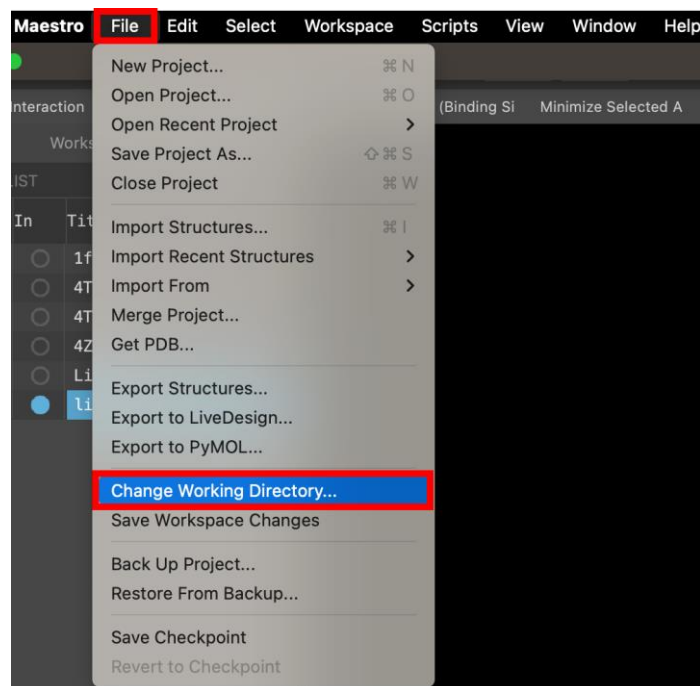 Maestro File Edit Select Workspace Scripts View Window Help
New Project... ⌘ N
Interaction Open Project... ⌘ O (Binding Si Minimize Selected A
Open Recent Project >
Works
Save Project As... ⇧ ⌘ S
LIST Close Project ⌘ W
In Tit Import Structures... ⌘ I
1f Import Recent Structures >
4T Import From >
4T Merge Project...
4Z Get PDB...
Li Export Structures...
li Export to LiveDesign...
Export to PyMOL...
Change Working Directory...
Save Workspace Changes
Back Up Project...
Restore From Backup...
Save Checkpoint
Revert to Checkpoint